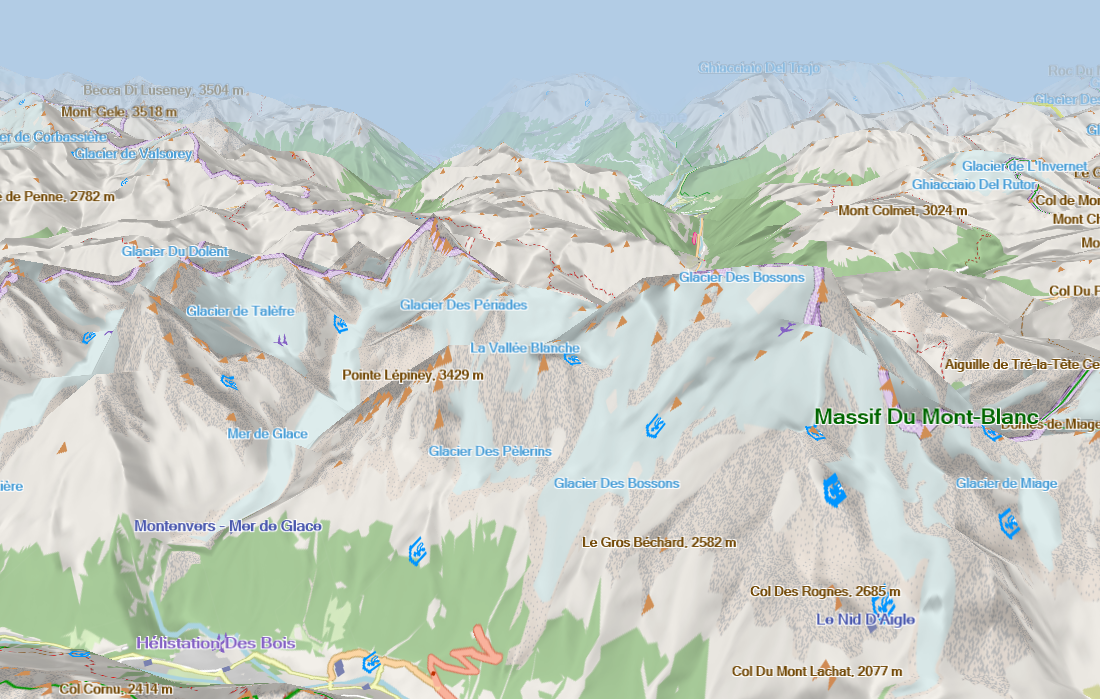 Ghiacciaio Del Traio
Becca Di Luseney, 3504 m
Roc Du
Glacier Des
Mont Gele, 3518 m
er de Corbassière
Glacier de Valsorey
Glacier de L'Invernet
Ghiacciaio Del Rutor
e de Penne, 2782 m
Col de Mon
Mont Colmet, 3024 m
Mont Ch
Mo
Glacier Du Dolent
Glacier Des Bossons
Col Du F
Glacier Des Périades
Glacier de Talèfre
La Vallée Blanche
Aiguille de Tré-la-Tête Ce
Pointe Lépiney, 3429 m
Massif Du Mont-Blanc
Dômes de Miage
Mer de Glace
Glacier Des Pèlerins
Glacier Des Bossons
Glacier de Miage
ière
Montenvers - Mer de Glace
Le Gros Béchard, 2582 m
Col Des Rognes, 2685 m
Le Nid D'Aigle
Hélistation Des Bois
Col Du Mont Lachat, 2077 m
Col Cornu, 2414 m